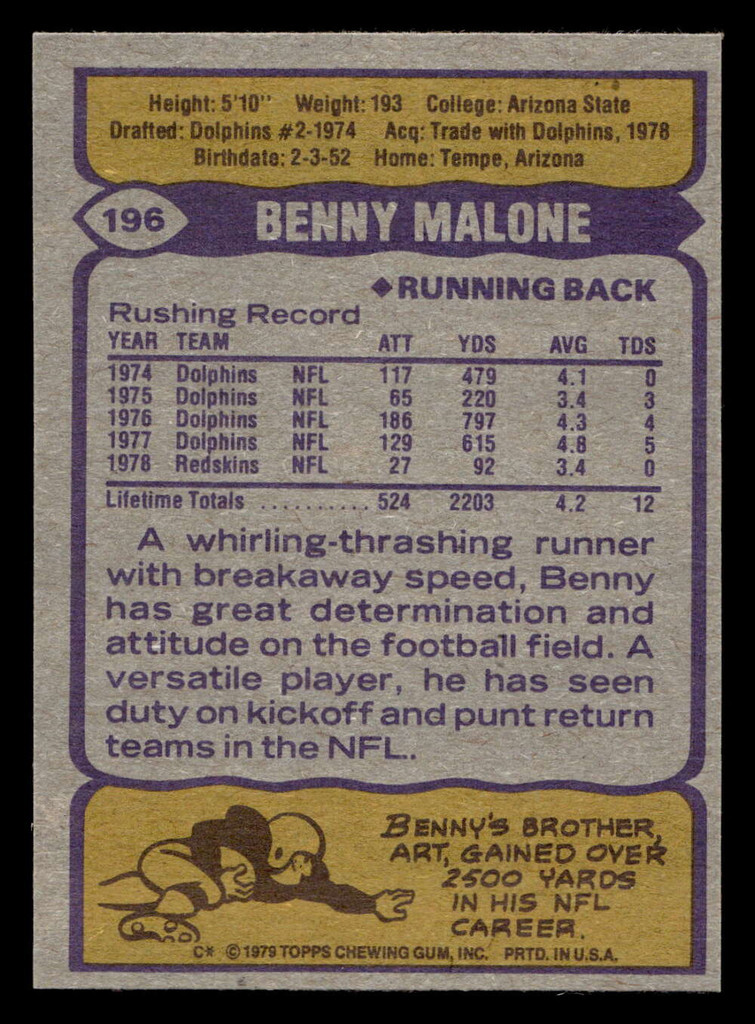 Height: 5'10" Weight: 193 College: Arizona State
Drafted: Dolphins #2-1974 Acq: Trade with Dolphins, 1978
Birthdate: 2-3-52 Home: Tempe, Arizona
196 BENNY MALONE
◆RUNNING BACK
Rushing Record
YEAR TEAM ATT YDS AVG TDS
1974 Dolphins NFL 117 479 4.1 0
1975 Dolphins NFL 65 220 3.4 3
1976 Dolphins NFL 186 797 4.3 4
1977 Dolphins NFL 129 615 4.8 5
1978 Redskins NFL 27 92 3.4 0
Lifetime Totals .......... 524 2203 4.2 12
A whirling-thrashing runner
with breakaway speed, Benny
has great determination and
attitude on the football field. A
versatile player, he has seen
duty on kickoff and punt return
teams in the NFL..
BENNY'S BROTHER,
ART, GAINED OVER
2500 YARDS
IN HIS NFL
CAREER.
C* © 1979 TOPPS CHEWING GUM, INC. PRTD. IN U.S.A.